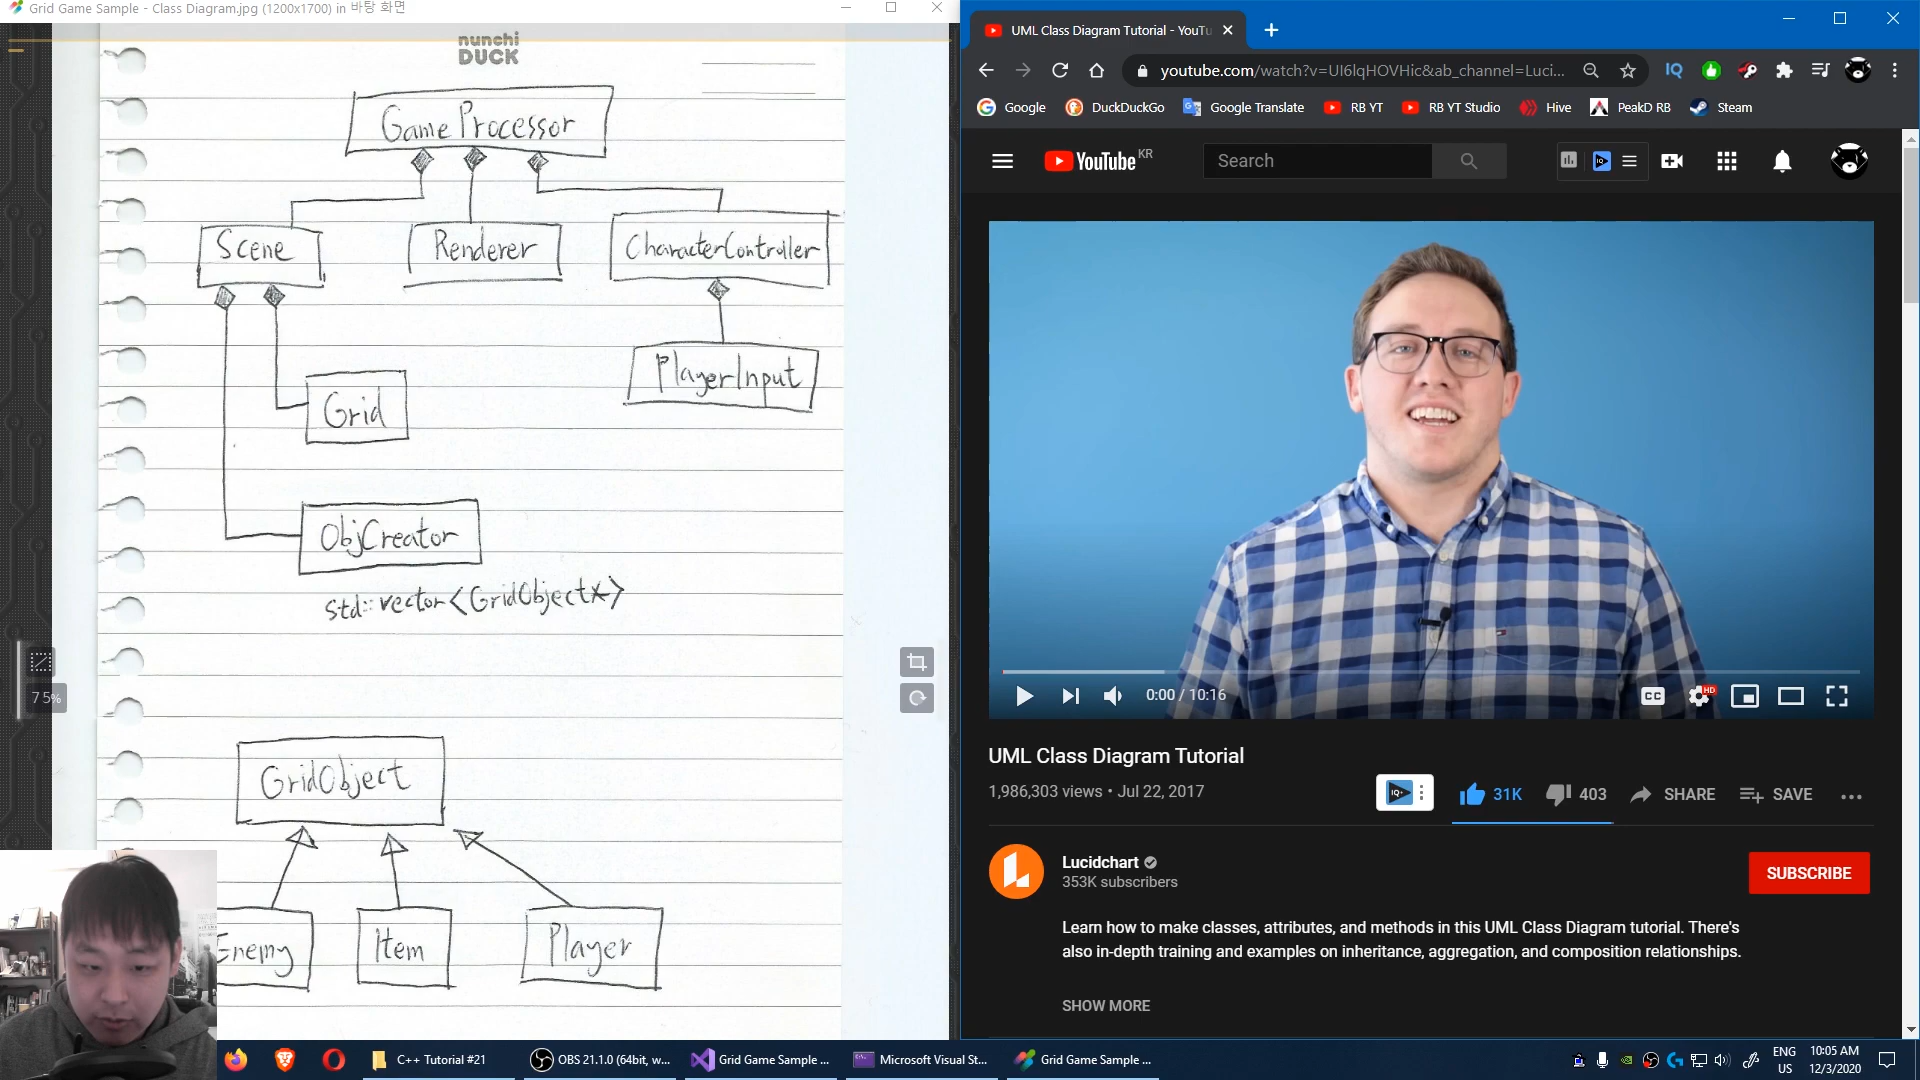 Grid Game Sample - Class Diagram.jpg (1200x1700) in 바탕 화면
nunchi
DUCK
GameProcessor
Scene
Renderer
CharacterController
PlayerInput
Grid
ObjCreator
std::vector<GridObject*>
75%
GridObject
Enemy
Item
Player
UML Class Diagram Tutorial - YouTu
youtube.com/watch?v=UI6lqHOVHic&ab_channel=Luci...
IQ
Google
DuckDuckGo
Google Translate
RB YT
RB YT Studio
Hive
PeakD RB
Steam
YouTube KR
Search
IQ
0:00 / 10:16
CC
HD
UML Class Diagram Tutorial
1,986,303 views • Jul 22, 2017
IQ+
31K
403
SHARE
SAVE
Lucidchart
353K subscribers
SUBSCRIBE
Learn how to make classes, attributes, and methods in this UML Class Diagram tutorial. There's
also in-depth training and examples on inheritance, aggregation, and composition relationships.
SHOW MORE
C++ Tutorial #21
OBS 21.1.0 (64bit, w...
Grid Game Sample ...
Microsoft Visual St...
Grid Game Sample ...
ENG
US
10:05 AM
12/3/2020